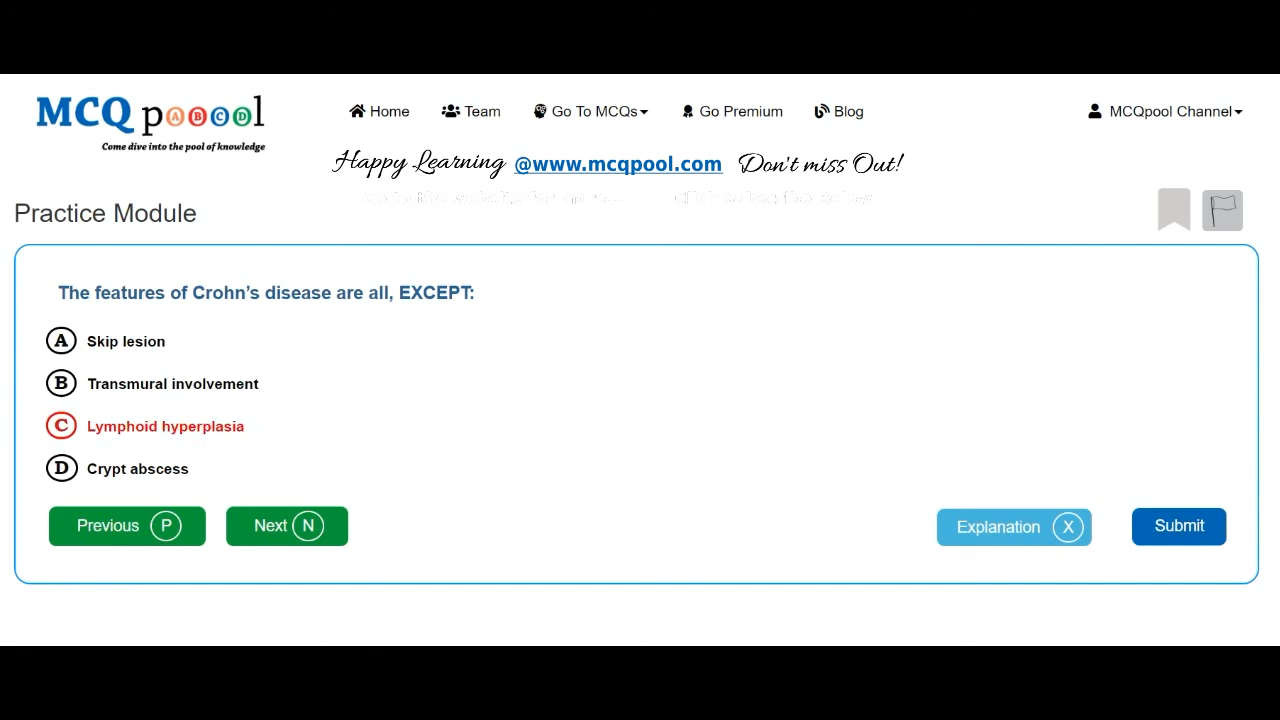 MCQ pABCDl
Come dive into the pool of knowledge
Home Team Go To MCQs Go Premium Blog MCQpool Channel
Happy Learning @www.mcqpool.com Don't miss Out!
Practice Module
The features of Crohn's disease are all, EXCEPT:
A Skip lesion
B Transmural involvement
C Lymphoid hyperplasia
D Crypt abscess
Previous P Next N Explanation X Submit